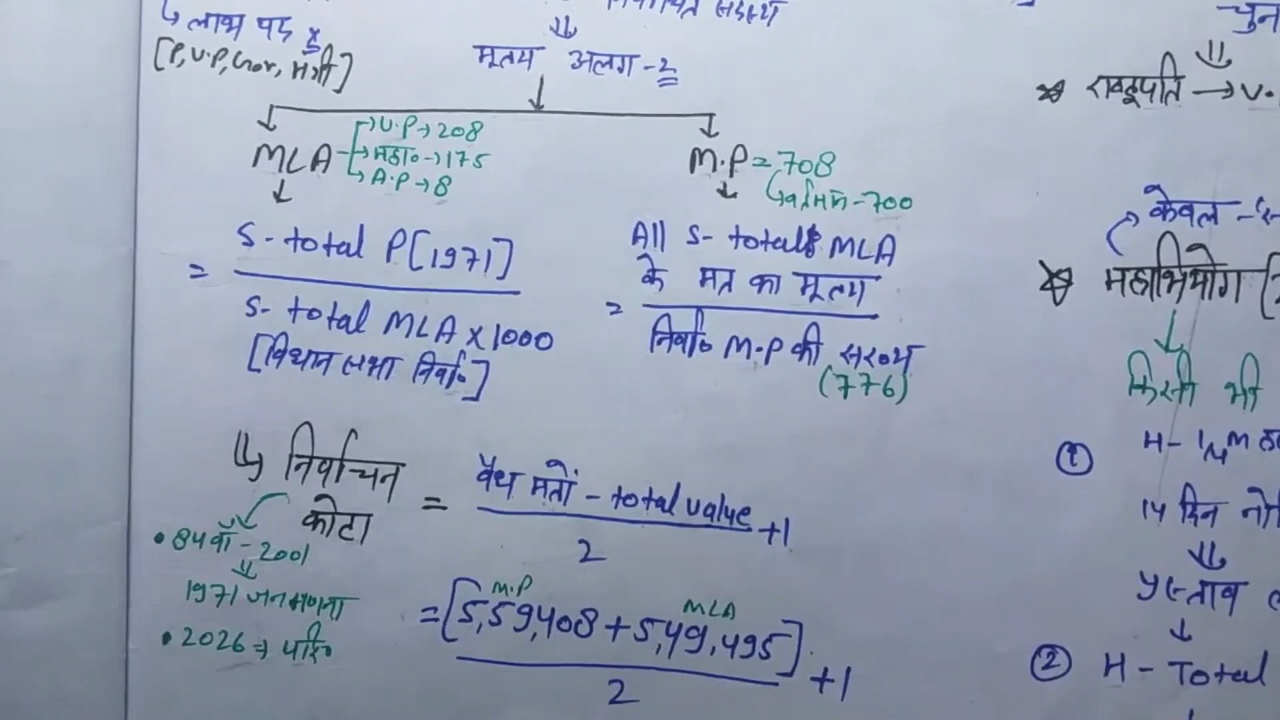 ↳ लाभ पद x
[P, V.P, Gov, मंत्री]
निर्वाचित सदस्य
⇓
मूल्य अलग-2
MLA → U.P → 208
→ महा० → 175
→ A.P → 8
M.P = 708
↳ वर्तमान - 700
= S- total P [1971]
S- total MLA x 1000
[विधान सभा निर्वा०]
= All S- total MLA
के मत का मूल्य
निर्वा० M.P की संख्या
(776)
↳ निर्वाचन कोटा = वैध मतों - total value
2
+1
• 84वाँ - 2001
⇓
1971 जनगणना
• 2026 ⇒ परि०
M.P MLA
= [5,59,408 + 5,49,495]
2
+1
चुन
⇓
* राष्ट्रपति → V.
केवल -
* महाभियोग
↓
किसी भी
① H- 1/4 M
14 दिन नो
⇓
↓
② H - Total